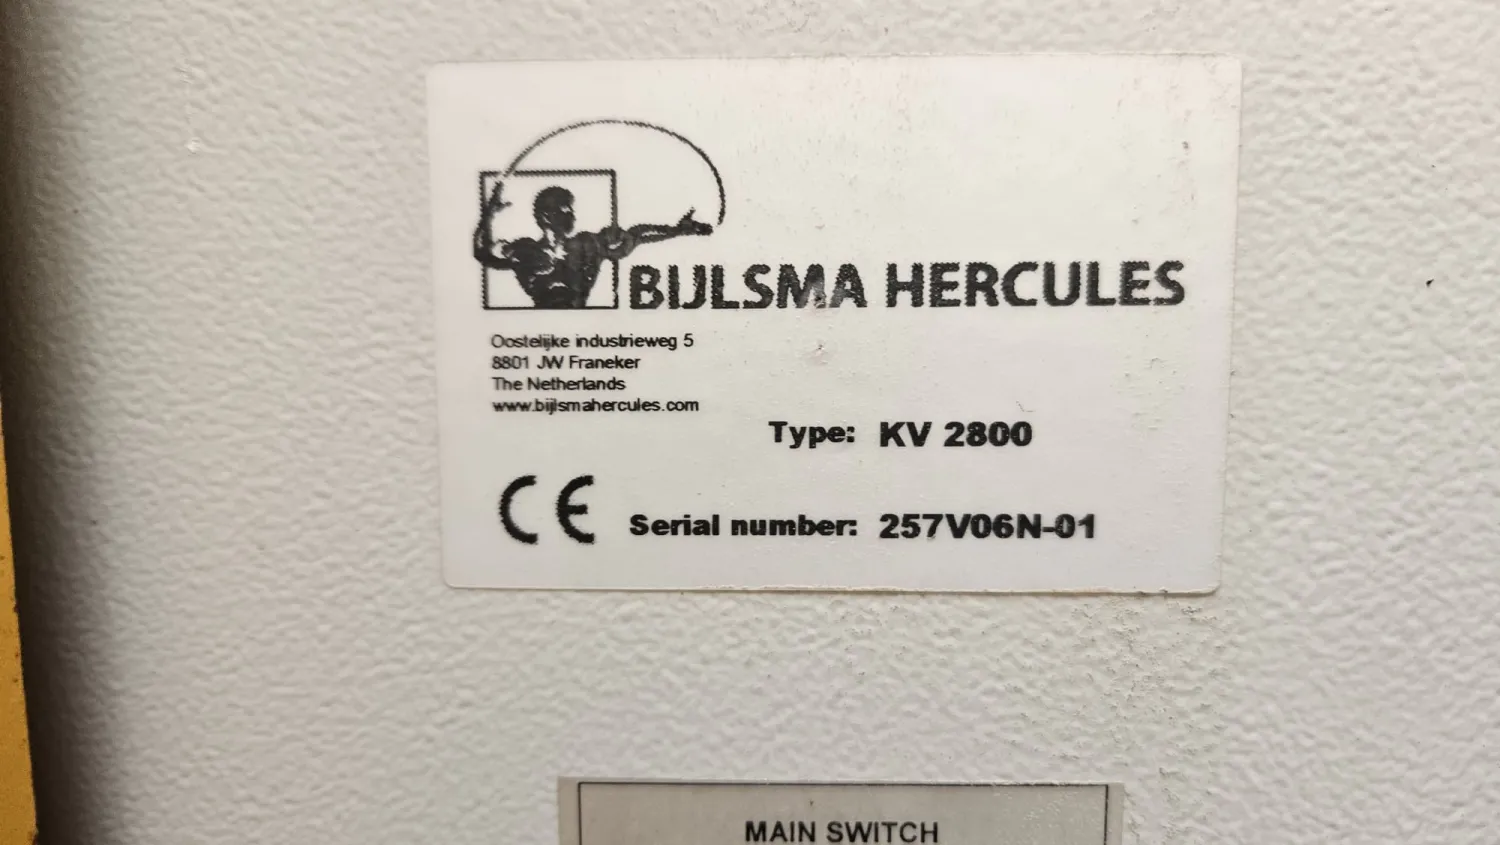 BIJLSMA HERCULES
Oostelijke industrieweg 5
8801 JW Franeker
The Netherlands
www.bijlsmahercules.com
Type: KV 2800
CE Serial number: 257V06N-01
MAIN SWITCH